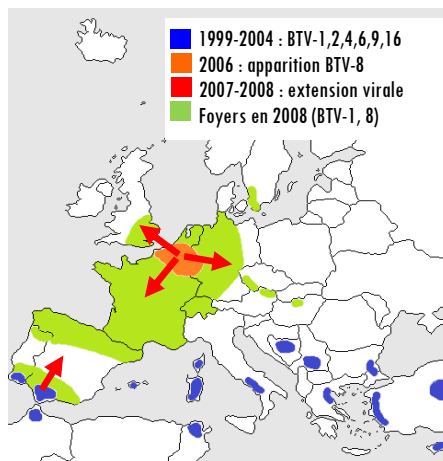 1999-2004 : BTV-1,2,4,6,9,16
2006 : apparition BTV-8
2007-2008 : extension virale
Foyers en 2008 (BTV-1, 8)